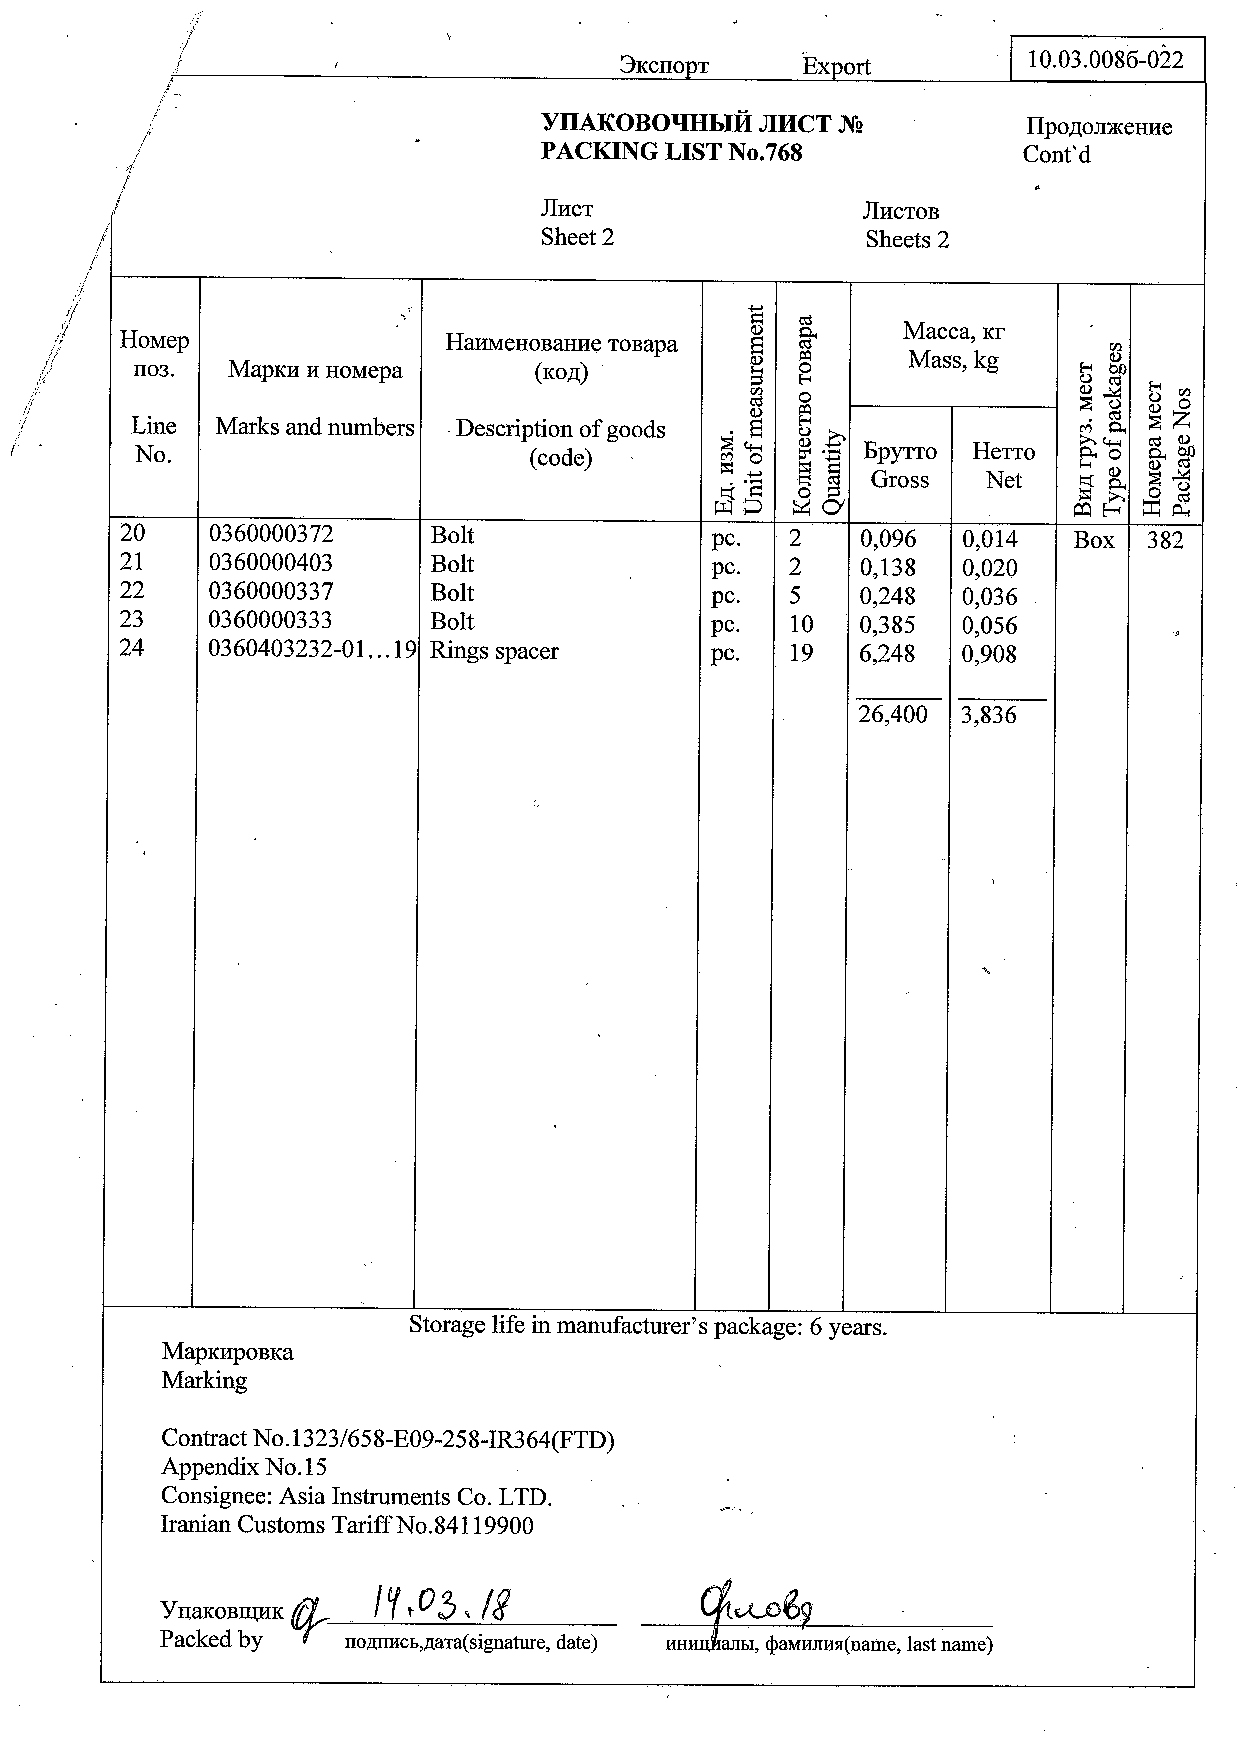 Экспорт Export 10.03.008б-022
УПАКОВОЧНЫЙ ЛИСТ №
PACKING LIST No.768
Продолжение
Cont`d
Лист Листов
Sheet 2 Sheets 2
Номер поз.
Line No.
Марки и номера
Marks and numbers
Наименование товара
(код)
Description of goods
(code)
Ед. изм.
Unit of measurement
Количество товара
Quantity
Масса, кг
Mass, kg
Брутто Нетто
Gross Net
Вид груз. мест
Type of packages
Номера мест
Package Nos
20 0360000372 Bolt pc. 2 0,096 0,014 Box 382
21 0360000403 Bolt pc. 2 0,138 0,020
22 0360000337 Bolt pc. 5 0,248 0,036
23 0360000333 Bolt pc. 10 0,385 0,056
24 0360403232-01…19 Rings spacer pc. 19 6,248 0,908
26,400 3,836
Storage life in manufacturer’s package: 6 years.
Маркировка
Marking
Contract No.1323/658-E09-258-IR364(FTD)
Appendix No.15
Consignee: Asia Instruments Co. LTD.
Iranian Customs Tariff No.84119900
Упаковщик 14.03.18
Packed by подпись,дата(signature, date) инициалы, фамилия(name, last name)